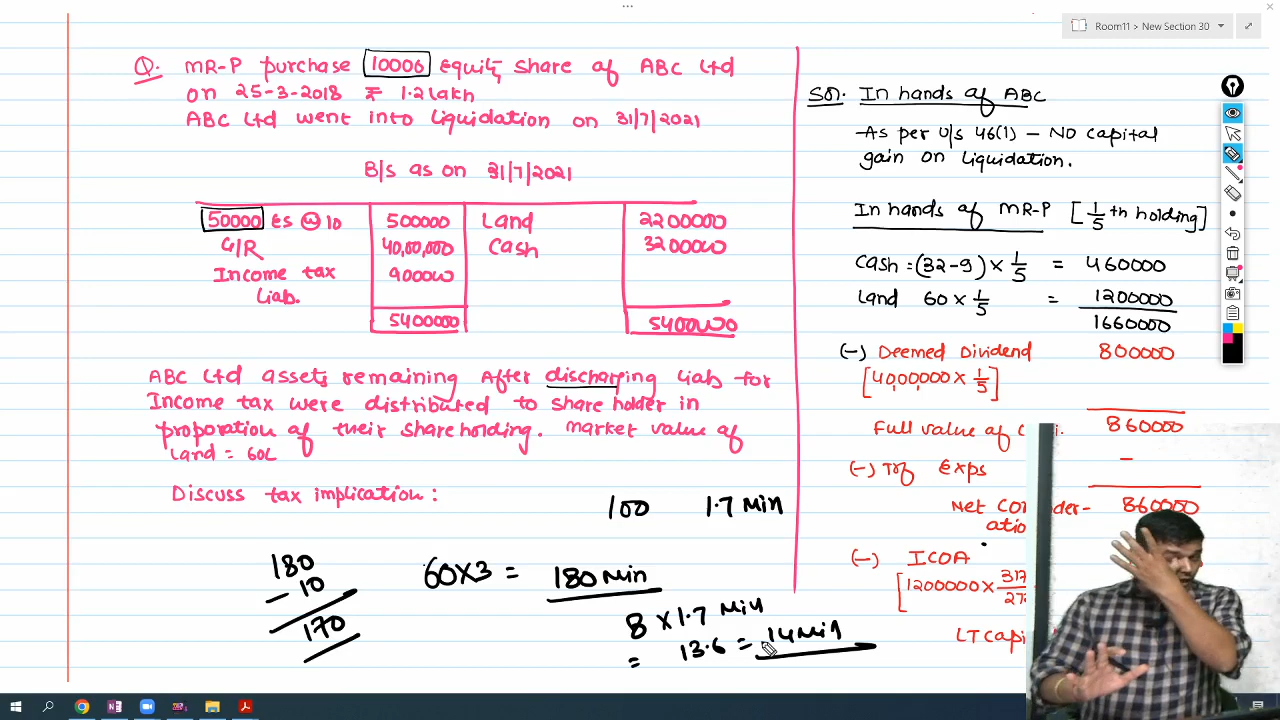 Room11 > New Section 30
Q. MR-P purchase 10006 equity share of ABC Ltd
on 25-3-2018 ₹ 1.2 lakh
ABC Ltd went into liquidation on 31/7/2021
B/s as on 31/7/2021
50000 ES @ 10 500000 Land 2200000
G/R 40,00,000 Cash 3200000
Income tax 900000
Liab.
5400000 5400000
ABC Ltd assets remaining After discharging liab for
Income tax were distributed to share holder in
proporation of their shareholding. Market value of
Land = 60L
Discuss tax implication:
100 1.7 Min
180
- 10
170
60X3 = 180 Min
8 x 1.7 Min
= 13.6 = 14 Min
Sol. In hands of ABC
As per U/s 46(1) - No capital
gain on liquidation.
In hands of MR-P [1/5 th holding]
Cash = (32-9) x 1/5 = 460000
Land 60 x 1/5 = 1200000
1660000
(-) Deemed Dividend 800000
[40,00,000 x 1/5]
Full value of 860000
(-) Trf Exps -
Net 860000
(-) ICOA
[1200000 x 317
LT